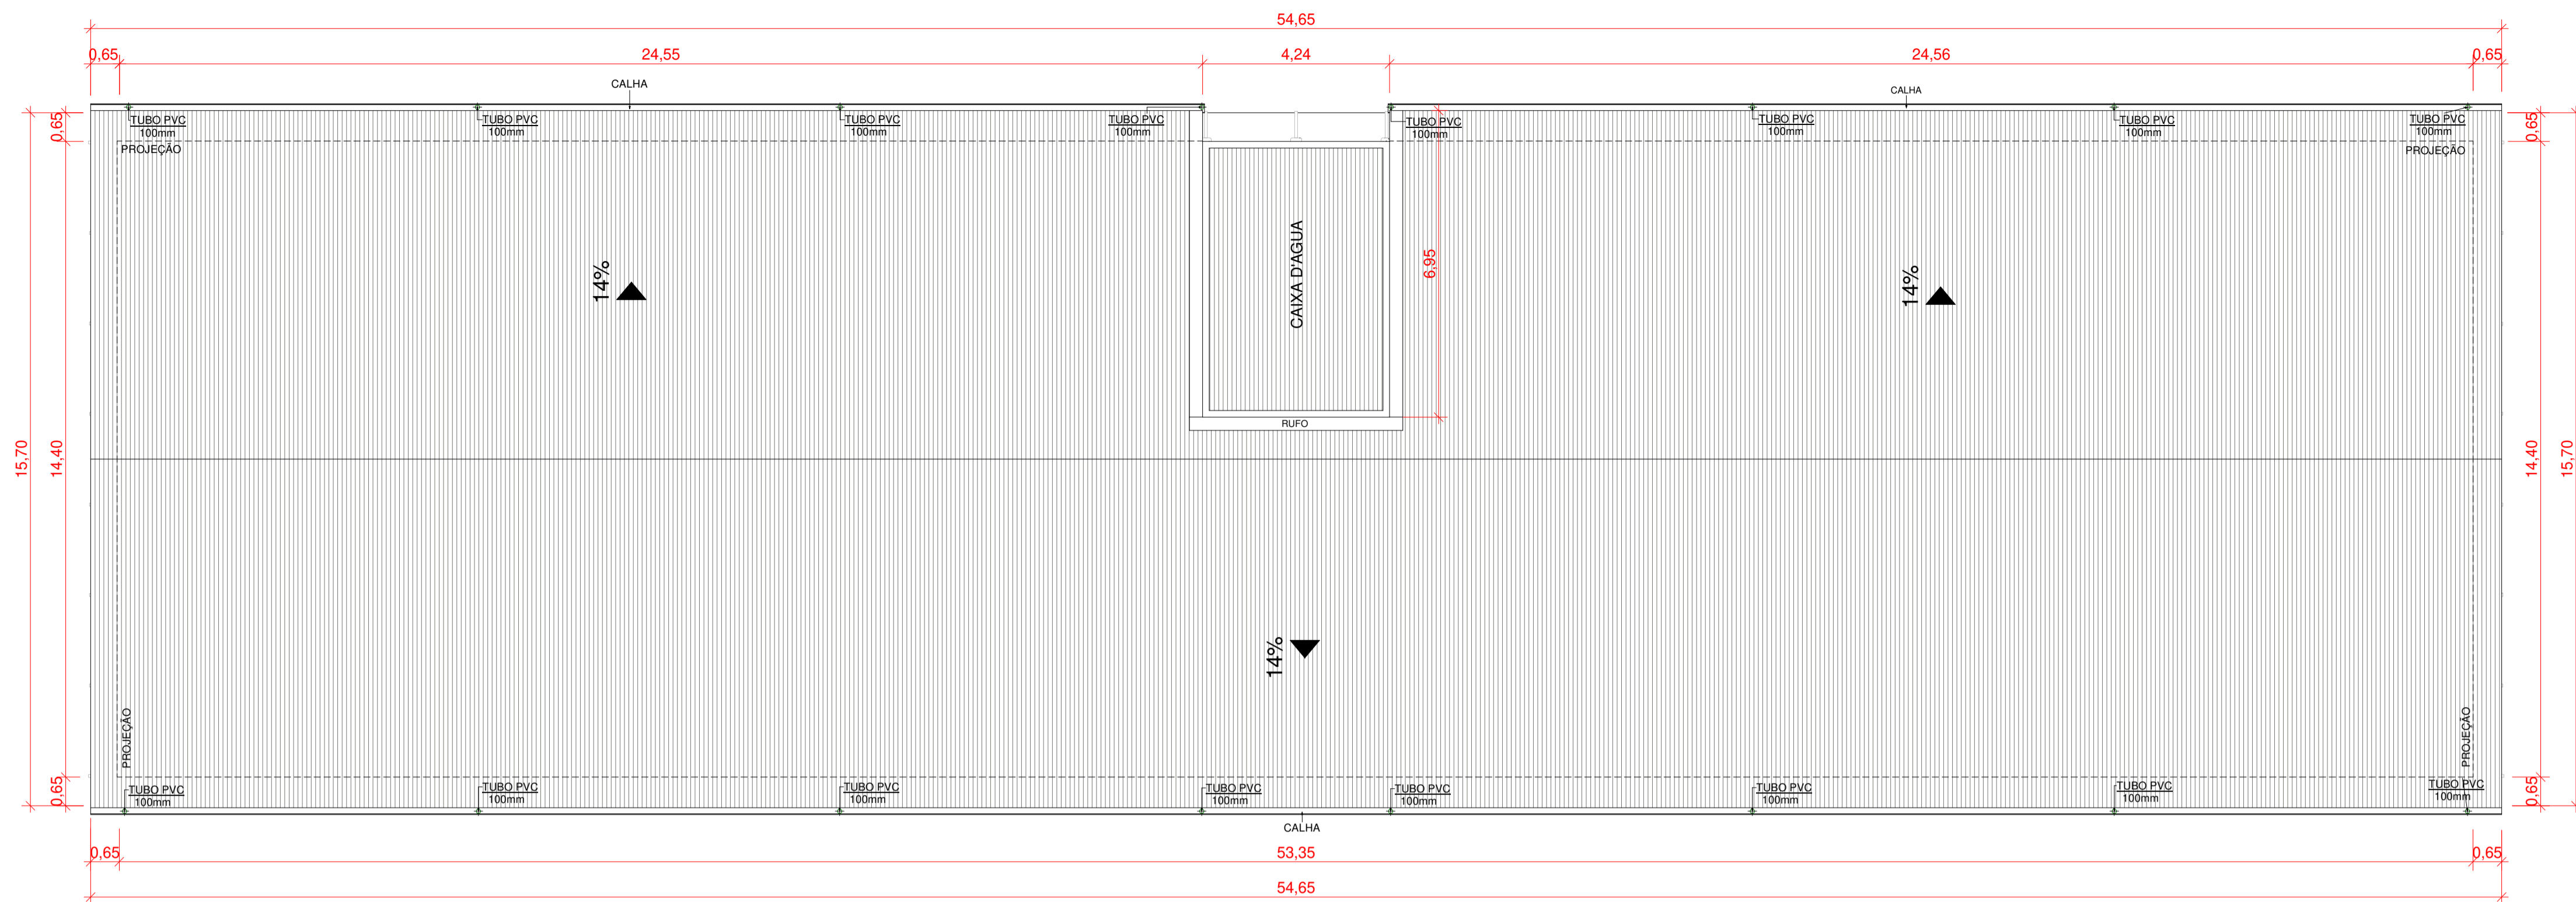 54,65
0,65
24,55
4,24
24,56
0,65
CALHA
CALHA
TUBO PVC
100mm
TUBO PVC
100mm
TUBO PVC
100mm
TUBO PVC
100mm
TUBO PVC
100mm
TUBO PVC
100mm
TUBO PVC
100mm
TUBO PVC
100mm
0,65
0,65
PROJEÇÃO
PROJEÇÃO
14%
CAIXA D'AGUA
6,95
14%
RUFO
15,70
14,40
14,40
15,70
14%
PROJEÇÃO
PROJEÇÃO
0,65
0,65
TUBO PVC
100mm
TUBO PVC
100mm
TUBO PVC
100mm
TUBO PVC
100mm
TUBO PVC
100mm
TUBO PVC
100mm
TUBO PVC
100mm
TUBO PVC
100mm
CALHA
0,65
53,35
0,65
54,65